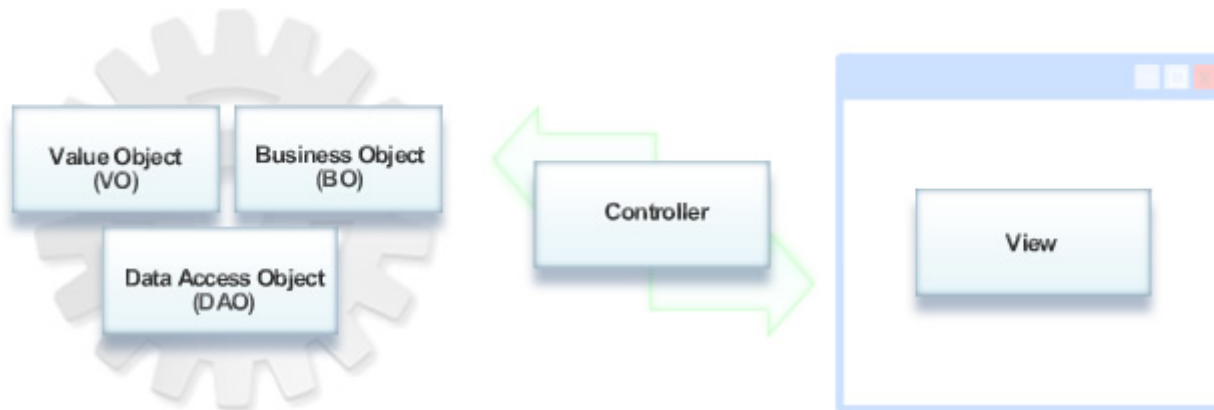 Value Object
(VO)
Business Object
(BO)
Data Access Object
(DAO)
Controller
View